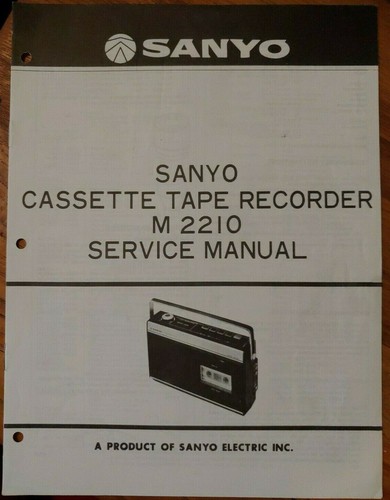 SANYO
SANYO
CASSETTE TAPE RECORDER
M 2210
SERVICE MANUAL
A PRODUCT OF SANYO ELECTRIC INC.